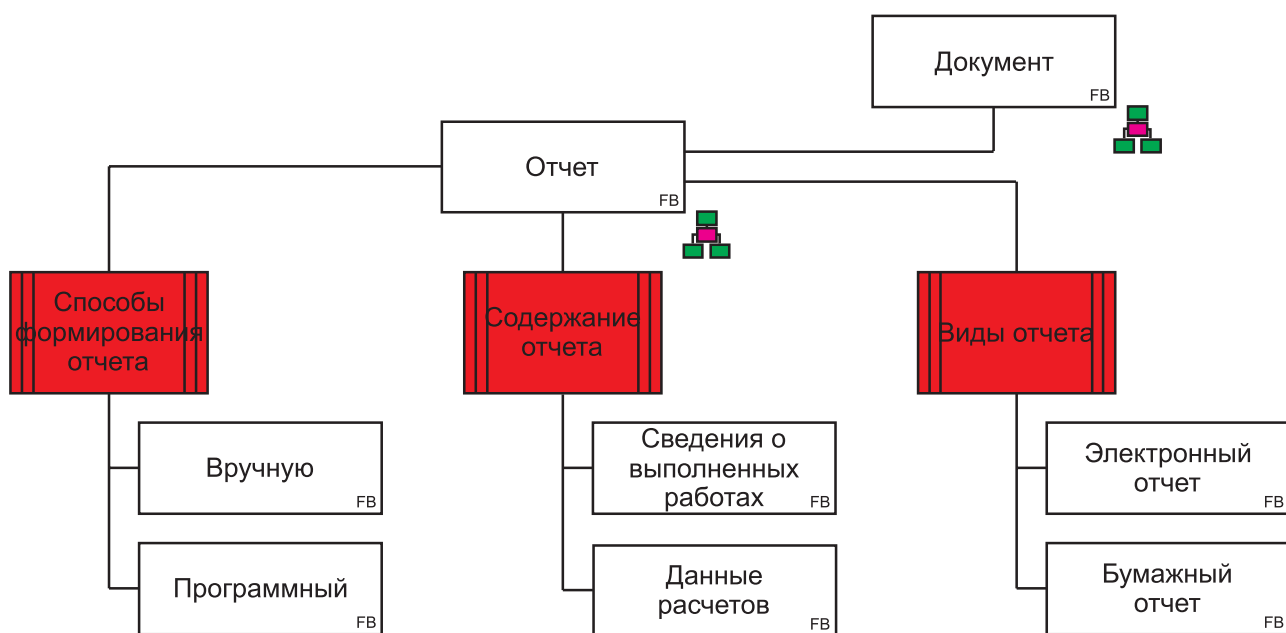 Документ
FB
Отчет
FB
Способы
формирования
отчета
Содержание
отчета
Виды отчета
Вручную
FB
Сведения о
выполненных
работах
FB
Электронный
отчет
FB
Программный
FB
Данные
расчетов
FB
Бумажный
отчет
FB